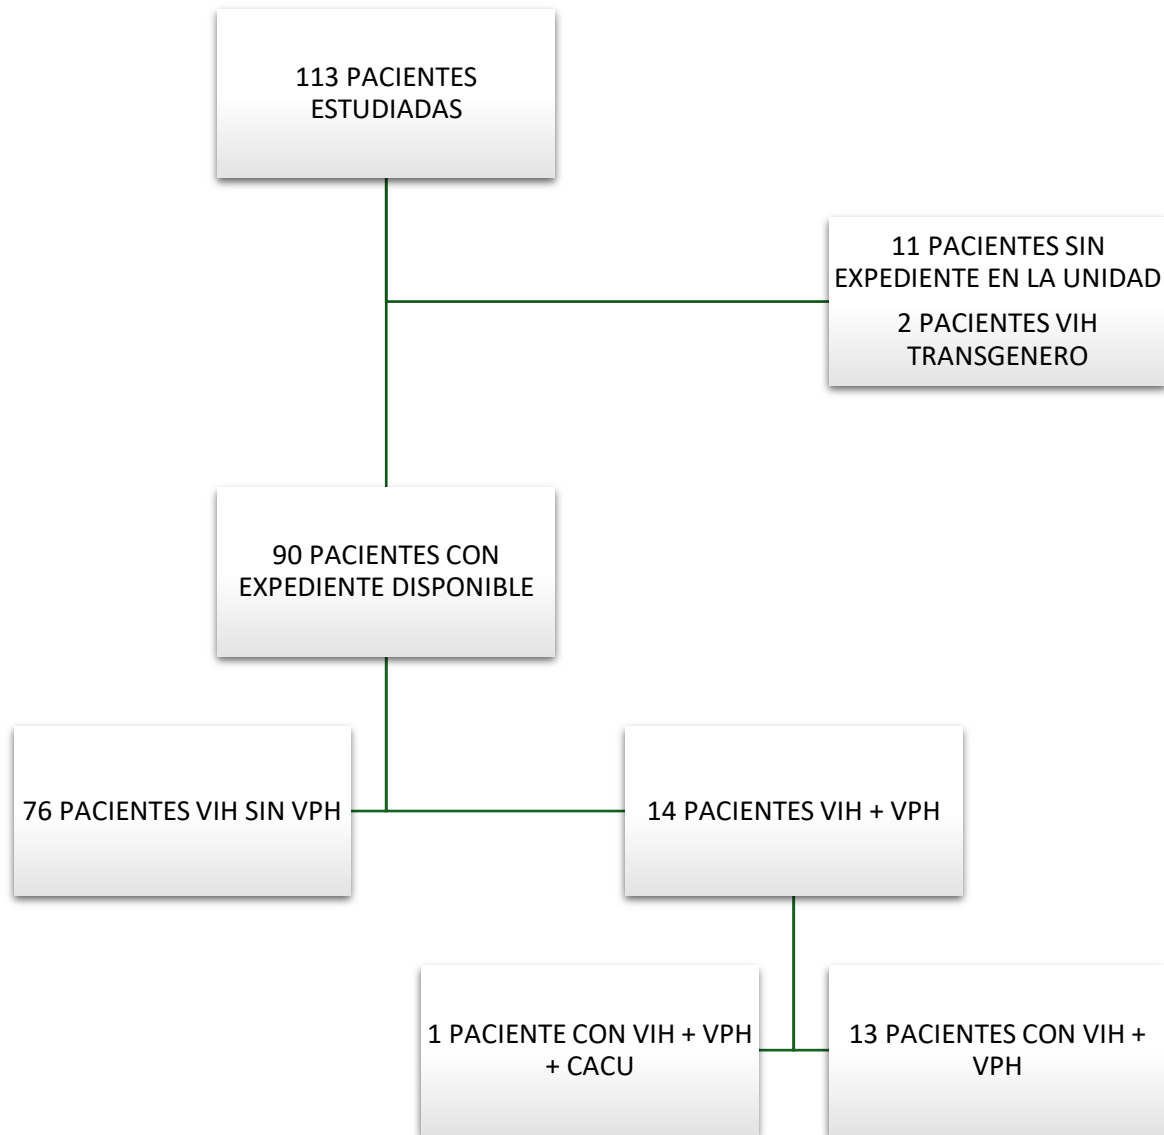 113 PACIENTES
ESTUDIADAS
11 PACIENTES SIN
EXPEDIENTE EN LA UNIDAD
2 PACIENTES VIH
TRANSGENERO
90 PACIENTES CON
EXPEDIENTE DISPONIBLE
76 PACIENTES VIH SIN VPH
14 PACIENTES VIH + VPH
1 PACIENTE CON VIH + VPH
+ CACU
13 PACIENTES CON VIH +
VPH